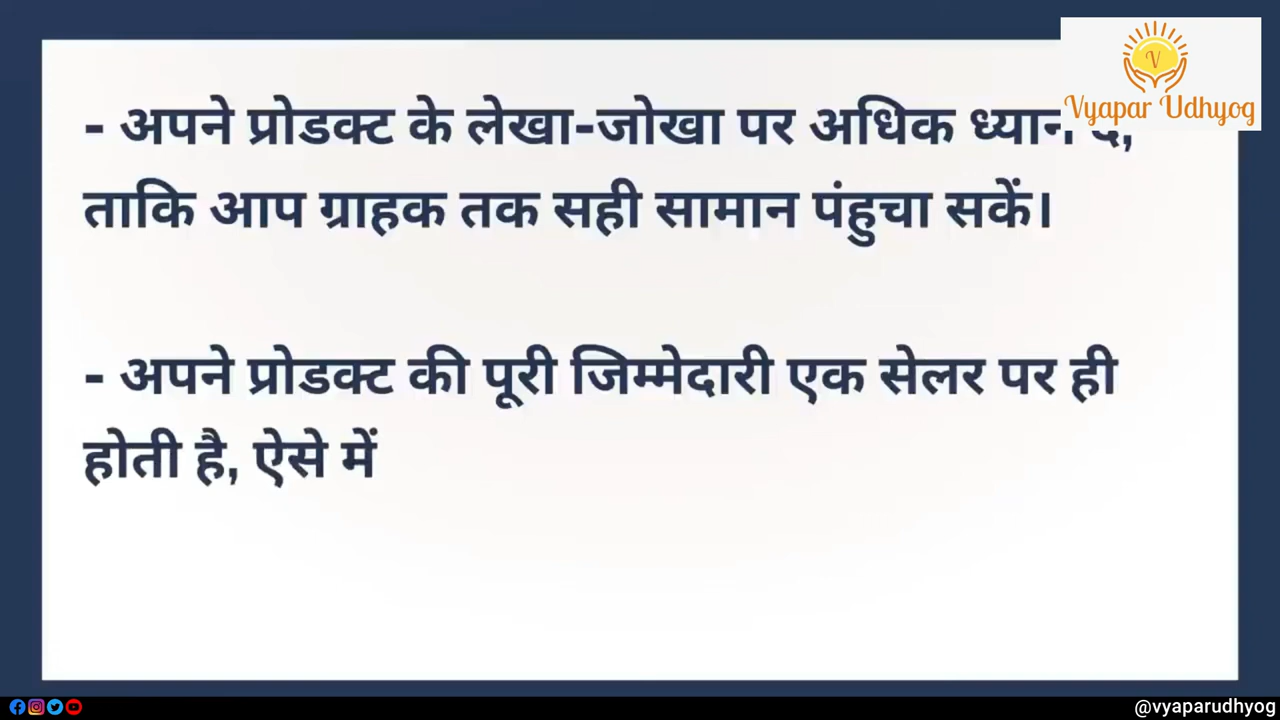 - अपने प्रोडक्ट के लेखा-जोखा पर अधिक ध्यान
ताकि आप ग्राहक तक सही सामान पंहुचा सकें।
- अपने प्रोडक्ट की पूरी जिम्मेदारी एक सेलर पर ही
होती है, ऐसे में
V
Vyapar Udhyog
@vyaparudhyog